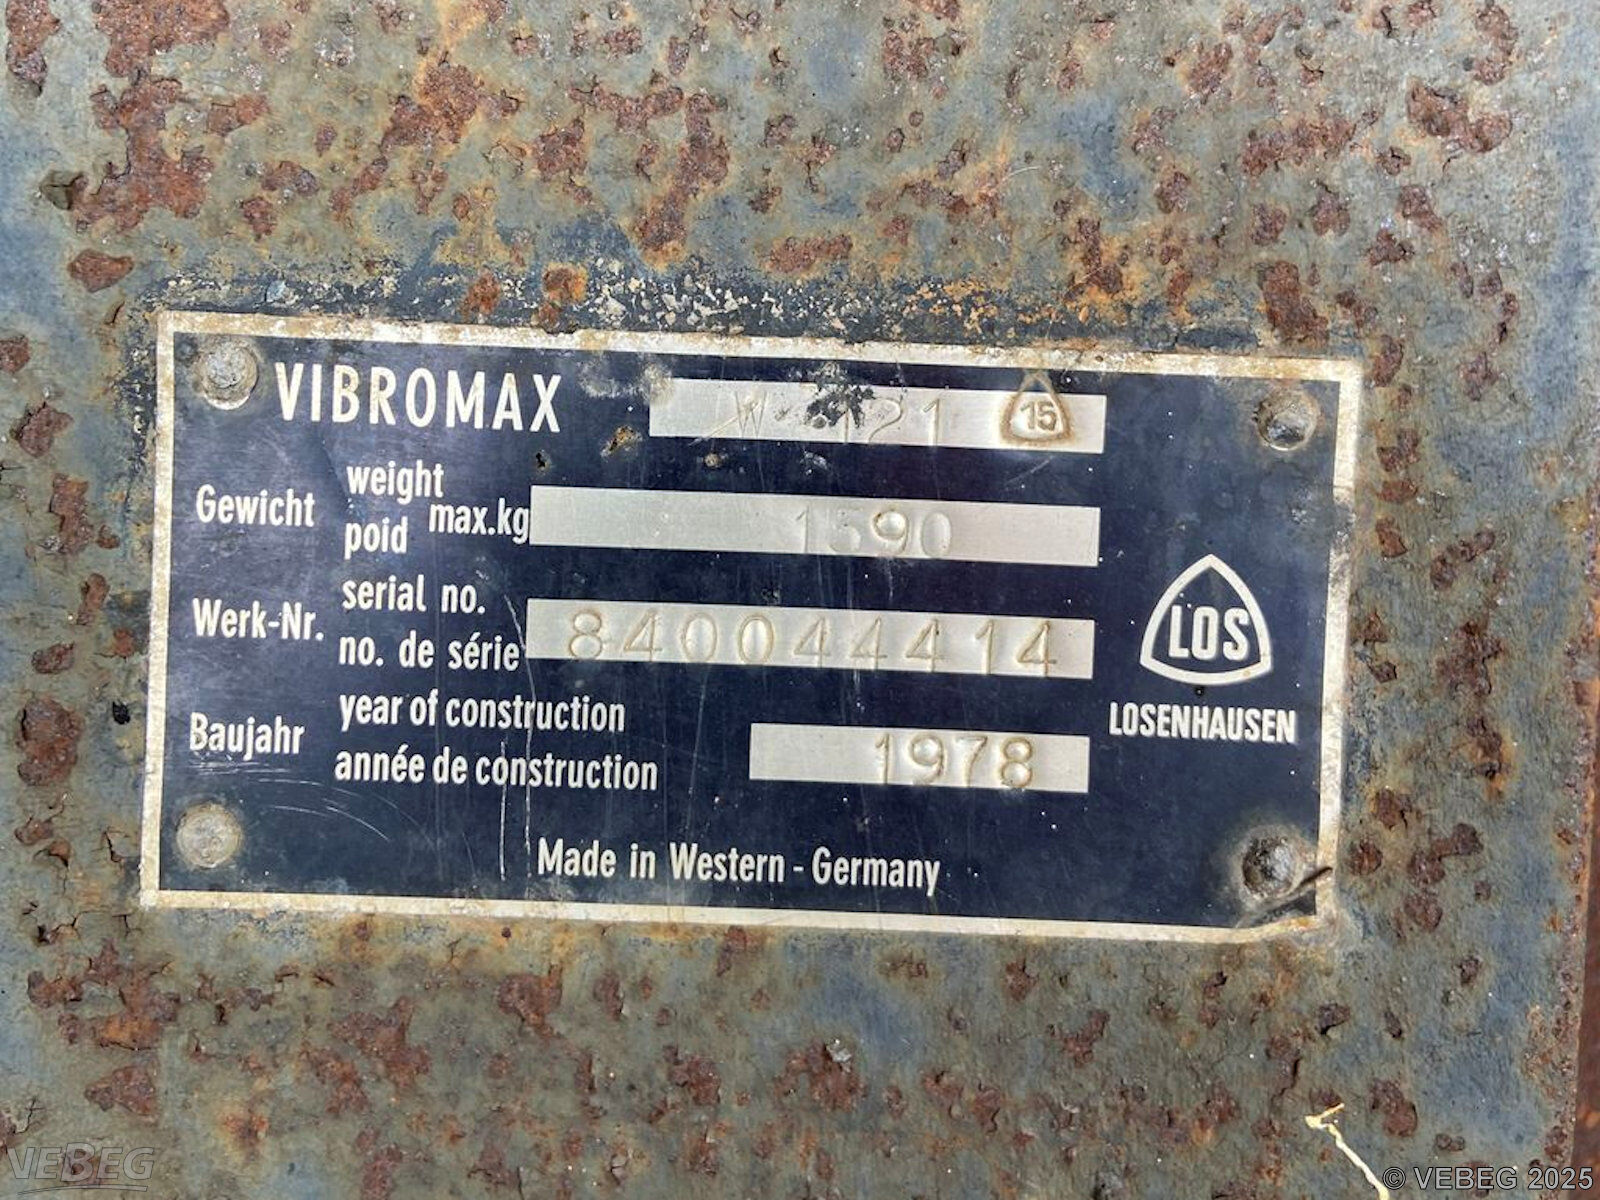 VIBROMAX W 121 15
Gewicht weight poid max.kg 1590
Werk-Nr. serial no. no. de série 840044414
Baujahr year of construction année de construction 1978
LOS
LOSENHAUSEN
Made in Western - Germany
VEBEG
© VEBEG 2025